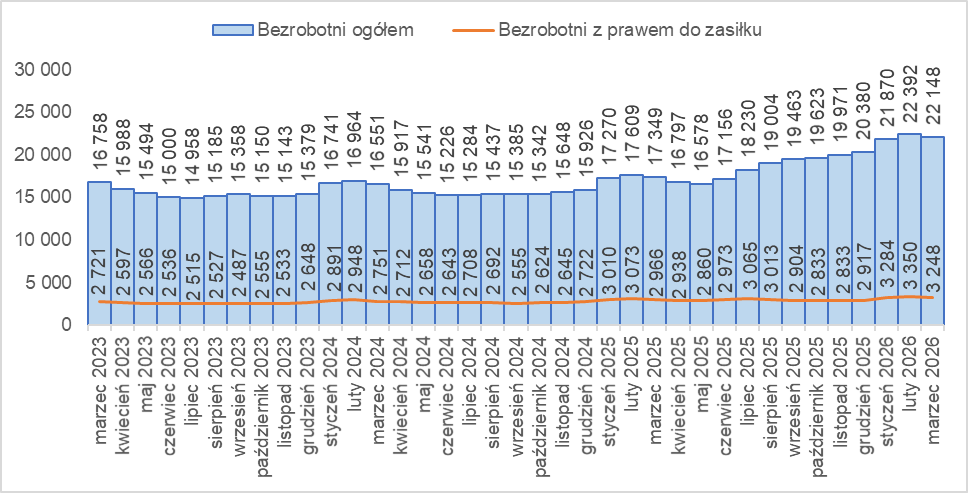 Bezrobotni ogółem Bezrobotni z prawem do zasiłku
30 000
25 000
20 000
15 000
10 000
5 000
0
16 758
15 988
15 494
15 000
14 958
15 185
15 358
15 150
15 143
15 379
16 741
16 964
16 551
15 917
15 541
15 226
15 284
15 437
15 385
15 342
15 648
15 926
17 270
17 609
17 349
16 797
16 578
17 156
18 230
19 004
19 463
19 623
19 971
20 380
21 870
22 392
22 148
2 721
2 597
2 566
2 536
2 515
2 527
2 487
2 555
2 533
2 648
2 891
2 948
2 751
2 712
2 658
2 643
2 708
2 692
2 555
2 624
2 645
2 722
3 010
3 073
2 966
2 938
2 860
2 973
3 065
3 013
2 904
2 833
2 833
2 917
3 284
3 350
3 248
marzec 2023
kwiecień 2023
maj 2023
czerwiec 2023
lipiec 2023
sierpień 2023
wrzesień 2023
październik 2023
listopad 2023
grudzień 2023
styczeń 2024
luty 2024
marzec 2024
kwiecień 2024
maj 2024
czerwiec 2024
lipiec 2024
sierpień 2024
wrzesień 2024
październik 2024
listopad 2024
grudzień 2024
styczeń 2025
luty 2025
marzec 2025
kwiecień 2025
maj 2025
czerwiec 2025
lipiec 2025
sierpień 2025
wrzesień 2025
październik 2025
listopad 2025
grudzień 2025
styczeń 2026
luty 2026
marzec 2026